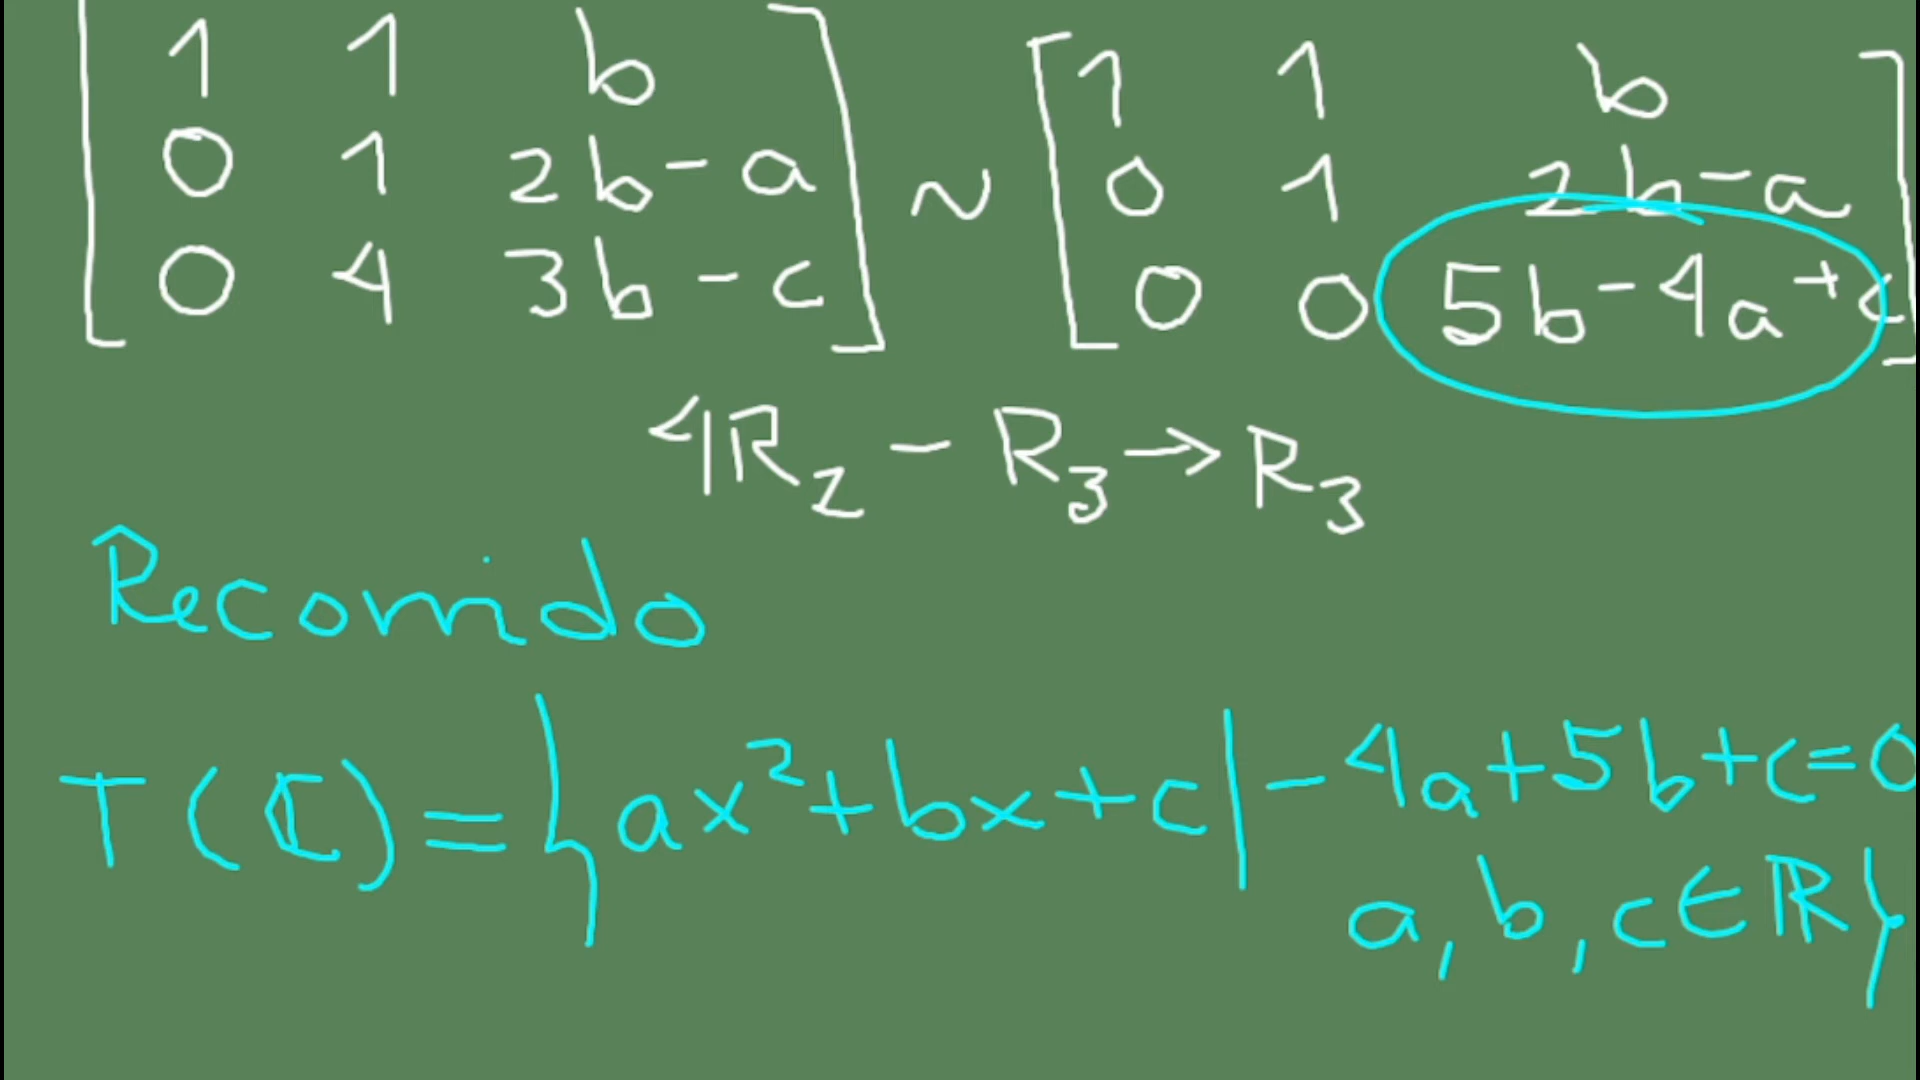 [1 1 b] [1 1 b]
[0 1 2b-a] ~ [0 1 2b-a]
[0 4 3b-c] [0 0 5b-4a+c]
4R₂ - R₃ → R₃
Recorrido
T(ℂ) = {ax²+bx+c | -4a+5b+c=0
a, b, c ∈ ℝ}